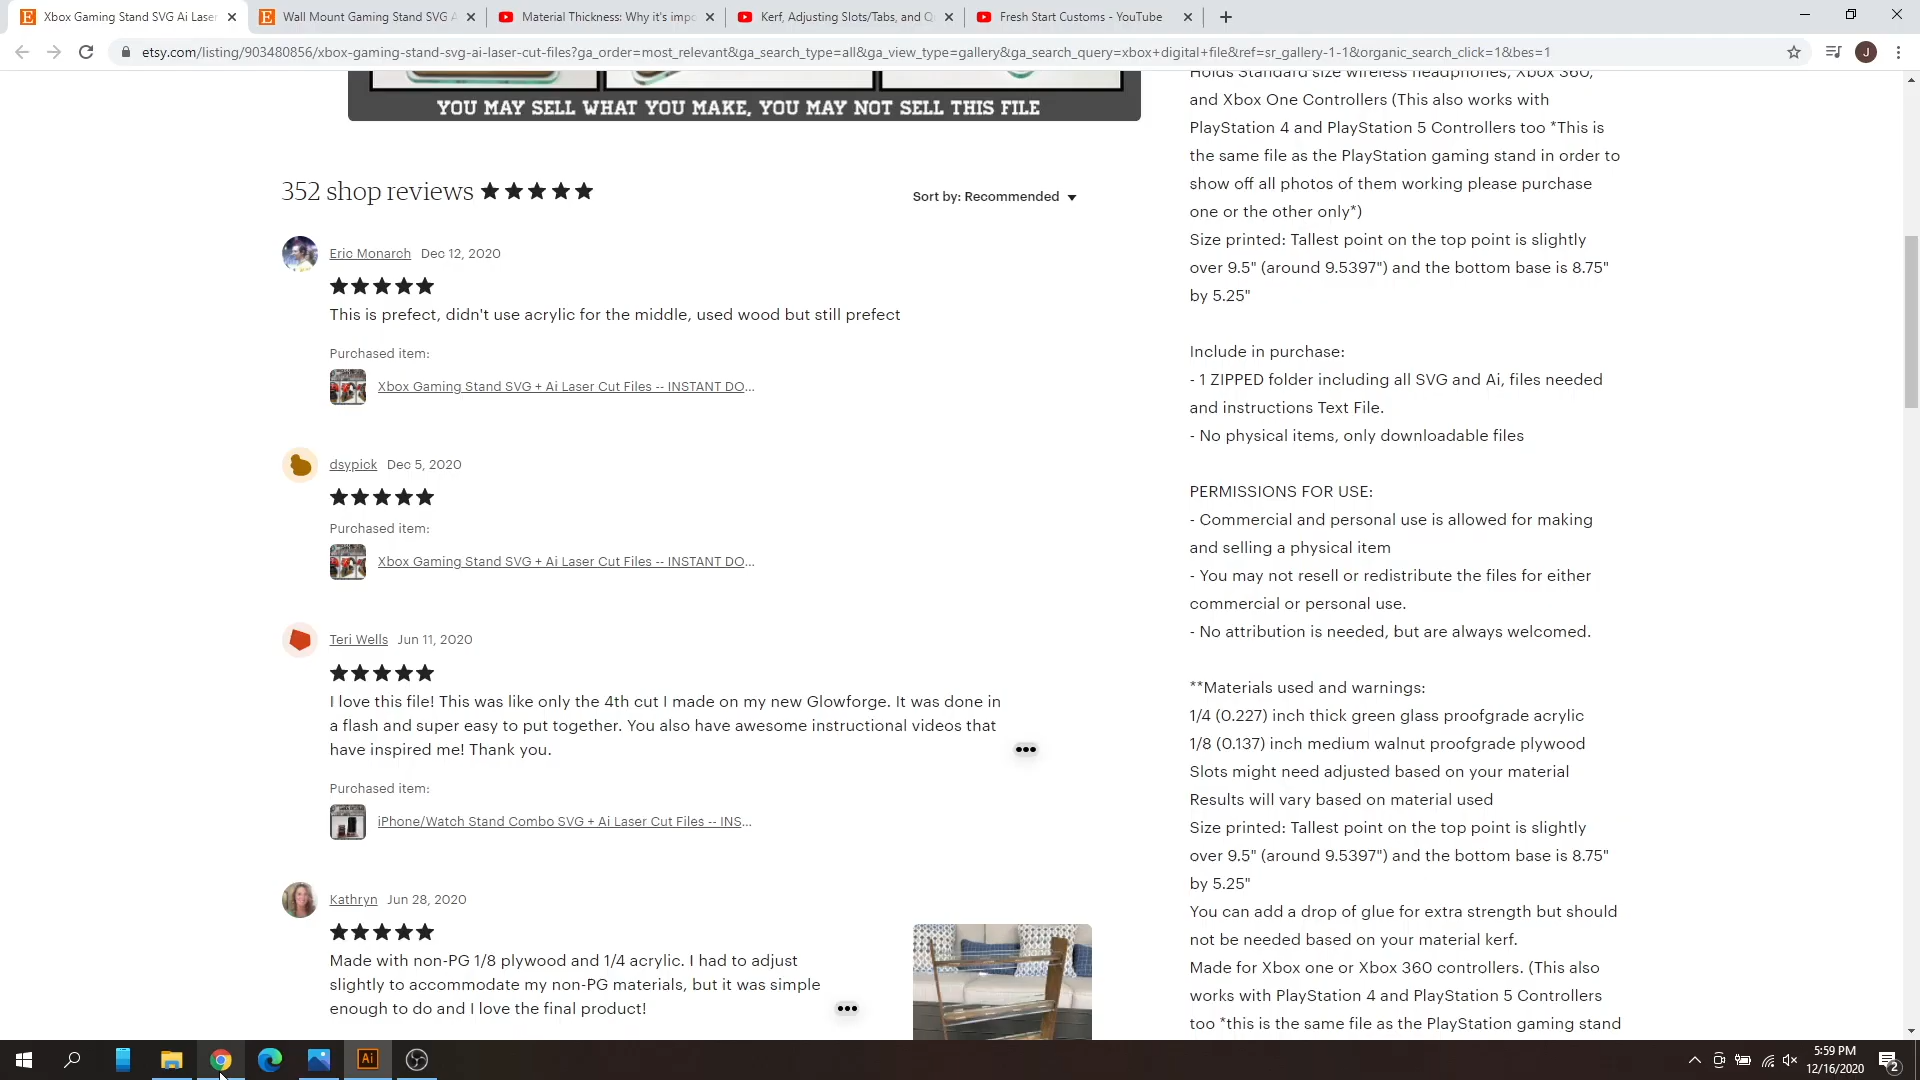 Xbox Gaming Stand SVG Ai Laser
Wall Mount Gaming Stand SVG A
Material Thickness: Why it's impo
Kerf, Adjusting Slots/Tabs, and Q
Fresh Start Customs - YouTube
etsy.com/listing/903480856/xbox-gaming-stand-svg-ai-laser-cut-files?ga_order=most_relevant&ga_search_type=all&ga_view_type=gallery&ga_search_query=xbox+digital+file&ref=sr_gallery-1-1&organic_search_click=1&bes=1
J
YOU MAY SELL WHAT YOU MAKE, YOU MAY NOT SELL THIS FILE
352 shop reviews
Sort by: Recommended
Eric Monarch Dec 12, 2020
This is prefect, didn't use acrylic for the middle, used wood but still prefect
Purchased item:
Xbox Gaming Stand SVG + Ai Laser Cut Files -- INSTANT DO...
dsypick Dec 5, 2020
Purchased item:
Xbox Gaming Stand SVG + Ai Laser Cut Files -- INSTANT DO...
Teri Wells Jun 11, 2020
I love this file! This was like only the 4th cut I made on my new Glowforge. It was done in
a flash and super easy to put together. You also have awesome instructional videos that
have inspired me! Thank you.
Purchased item:
iPhone/Watch Stand Combo SVG + Ai Laser Cut Files -- INS...
Kathryn Jun 28, 2020
Made with non-PG 1/8 plywood and 1/4 acrylic. I had to adjust
slightly to accommodate my non-PG materials, but it was simple
enough to do and I love the final product!
Holds Standard size wireless headphones, Xbox 360,
and Xbox One Controllers (This also works with
PlayStation 4 and PlayStation 5 Controllers too *This is
the same file as the PlayStation gaming stand in order to
show off all photos of them working please purchase
one or the other only*)
Size printed: Tallest point on the top point is slightly
over 9.5" (around 9.5397") and the bottom base is 8.75"
by 5.25"
Include in purchase:
- 1 ZIPPED folder including all SVG and Ai, files needed
and instructions Text File.
- No physical items, only downloadable files
PERMISSIONS FOR USE:
- Commercial and personal use is allowed for making
and selling a physical item
- You may not resell or redistribute the files for either
commercial or personal use.
- No attribution is needed, but are always welcomed.
**Materials used and warnings:
1/4 (0.227) inch thick green glass proofgrade acrylic
1/8 (0.137) inch medium walnut proofgrade plywood
Slots might need adjusted based on your material
Results will vary based on material used
Size printed: Tallest point on the top point is slightly
over 9.5" (around 9.5397") and the bottom base is 8.75"
by 5.25"
You can add a drop of glue for extra strength but should
not be needed based on your material kerf.
Made for Xbox one or Xbox 360 controllers. (This also
works with PlayStation 4 and PlayStation 5 Controllers
too *this is the same file as the PlayStation gaming stand
Ai
5:59 PM
12/16/2020
2